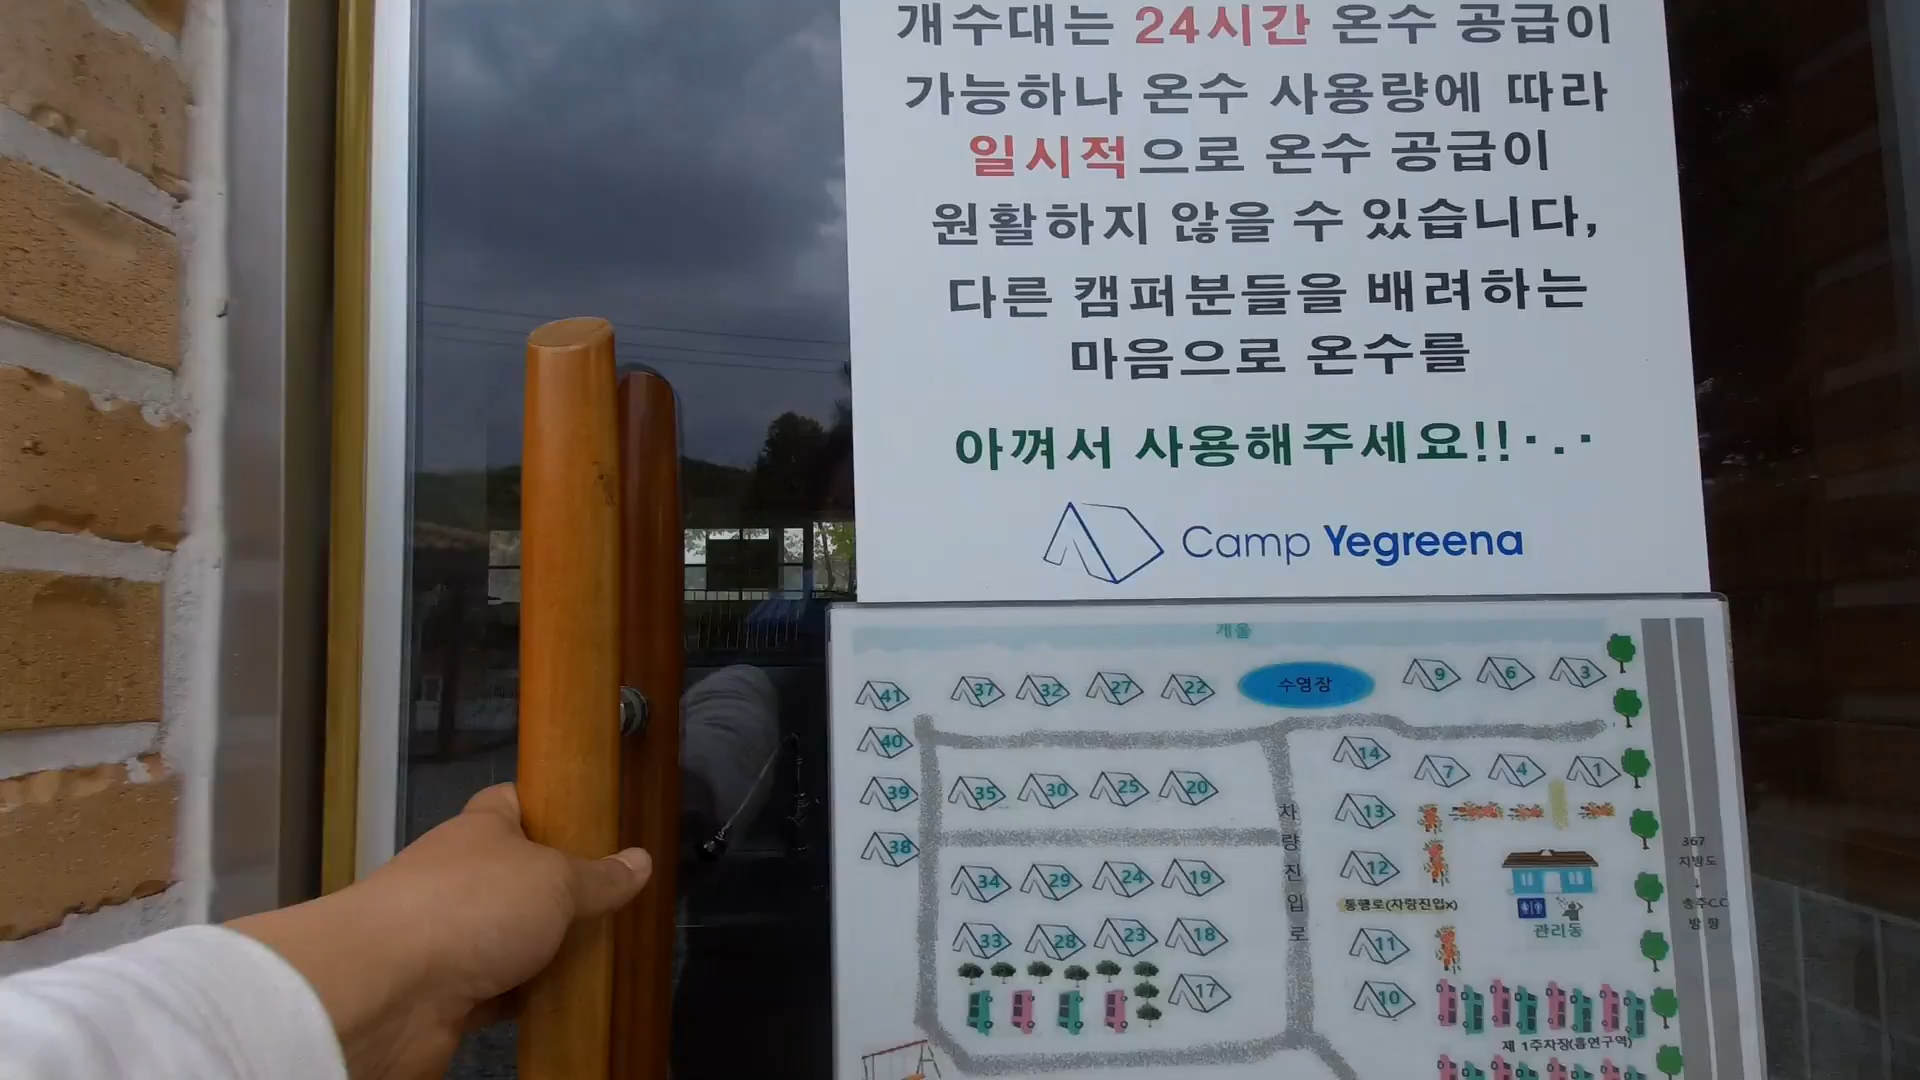 개수대는 24시간 온수 공급이
가능하나 온수 사용량에 따라
일시적으로 온수 공급이
원활하지 않을 수 있습니다,
다른 캠퍼분들을 배려하는
마음으로 온수를
아껴서 사용해주세요!!·.·
Camp Yegreena
개울
41 37 32 27 22 수영장 9 6 3
40 14 7 4 1
39 35 30 25 20 13
38 12
34 29 24 19
차량진입로
통행로(차량진입x)
관리동
367
지방도
↓
송주C.C
방향
33 28 23 18 11
17 10
제 1주차장(흡연구역)